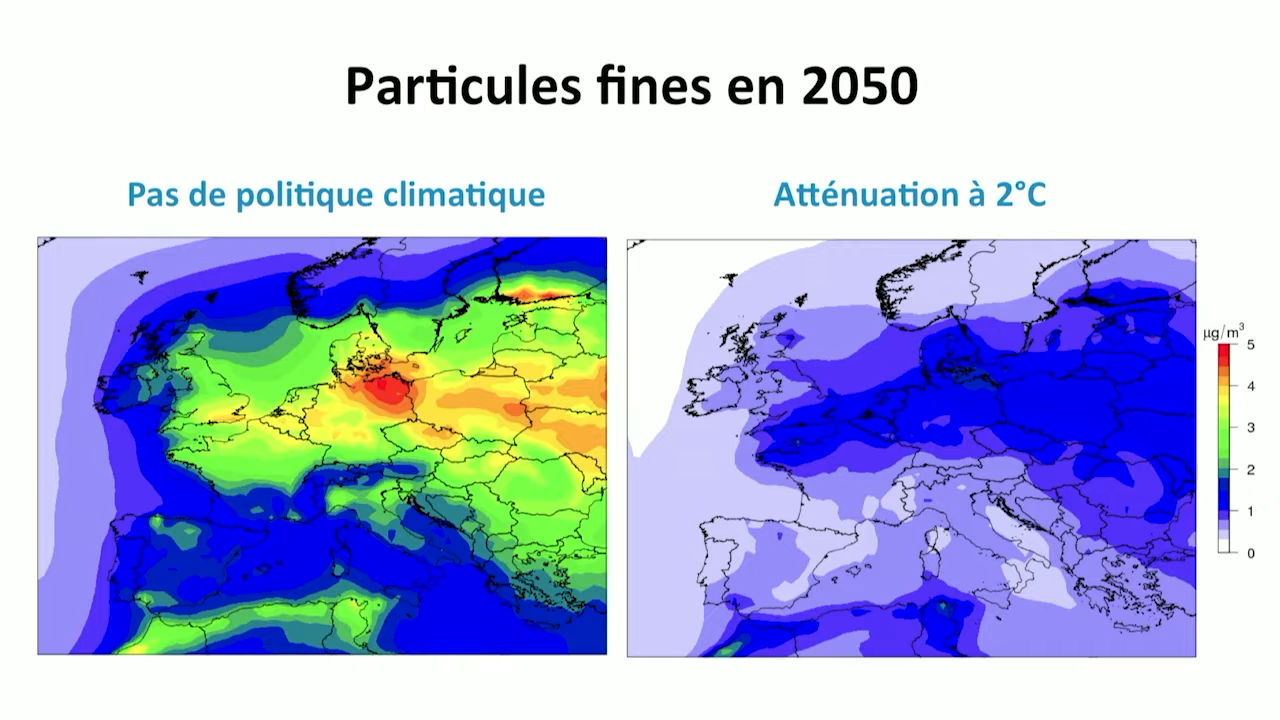 Particules fines en 2050
Pas de politique climatique
Atténuation à 2°C
µg/m³
5
4
3
2
1
0